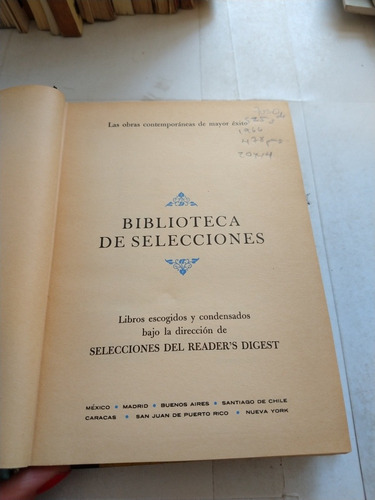 Las obras contemporáneas de mayor éxito
1966
BIBLIOTECA
DE SELECCIONES
Libros escogidos y condensados
bajo la dirección de
SELECCIONES DEL READER'S DIGEST
MÉXICO • MADRID • BUENOS AIRES • SANTIAGO DE CHILE
CARACAS • SAN JUAN DE PUERTO RICO • NUEVA YORK